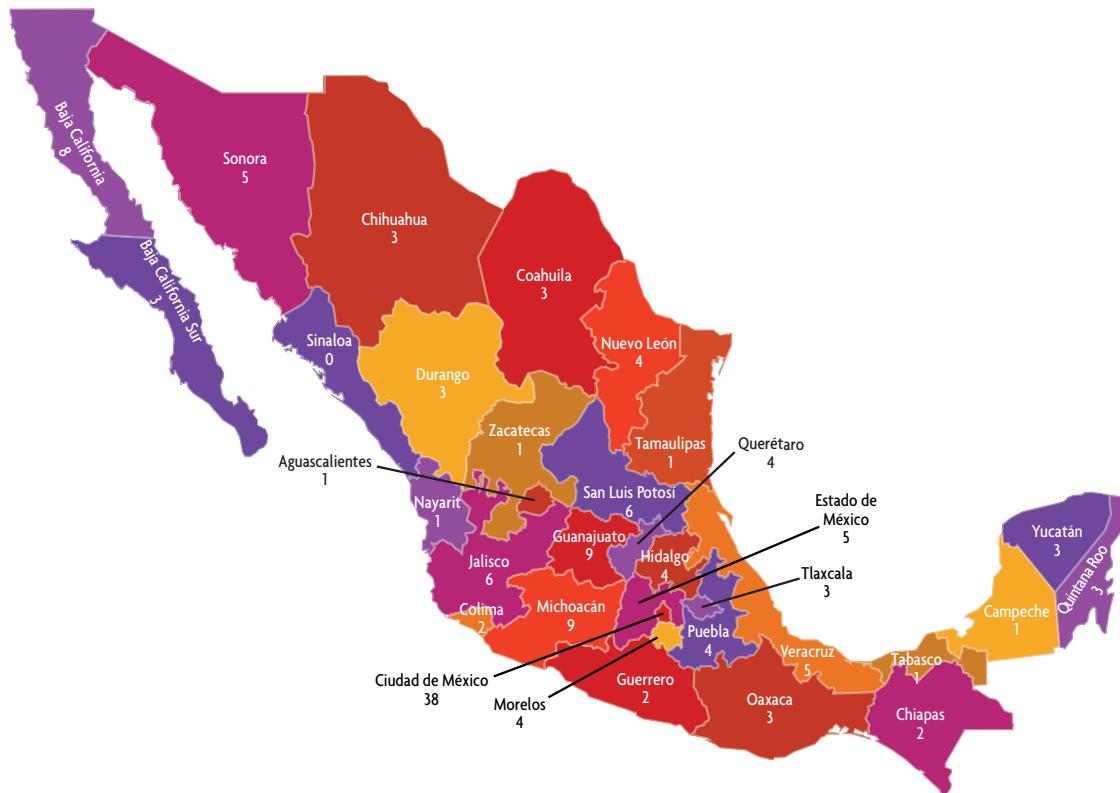 Baja California
8
Sonora
5
Chihuahua
3
Coahuila
3
Baja California Sur
3
Sinaloa
0
Nuevo León
4
Durango
3
Zacatecas
1
Tamaulipas
1
Querétaro
4
Aguascalientes
1
San Luis Potosí
6
Estado de
México
5
Nayarit
1
Guanajuato
9
Hidalgo
4
Jalisco
6
Tlaxcala
3
Yucatán
3
Quintana Roo
3
Colima
2
Michoacán
9
Puebla
4
Campeche
1
Veracruz
5
Tabasco
1
Ciudad de México
38
Morelos
4
Guerrero
2
Oaxaca
3
Chiapas
2